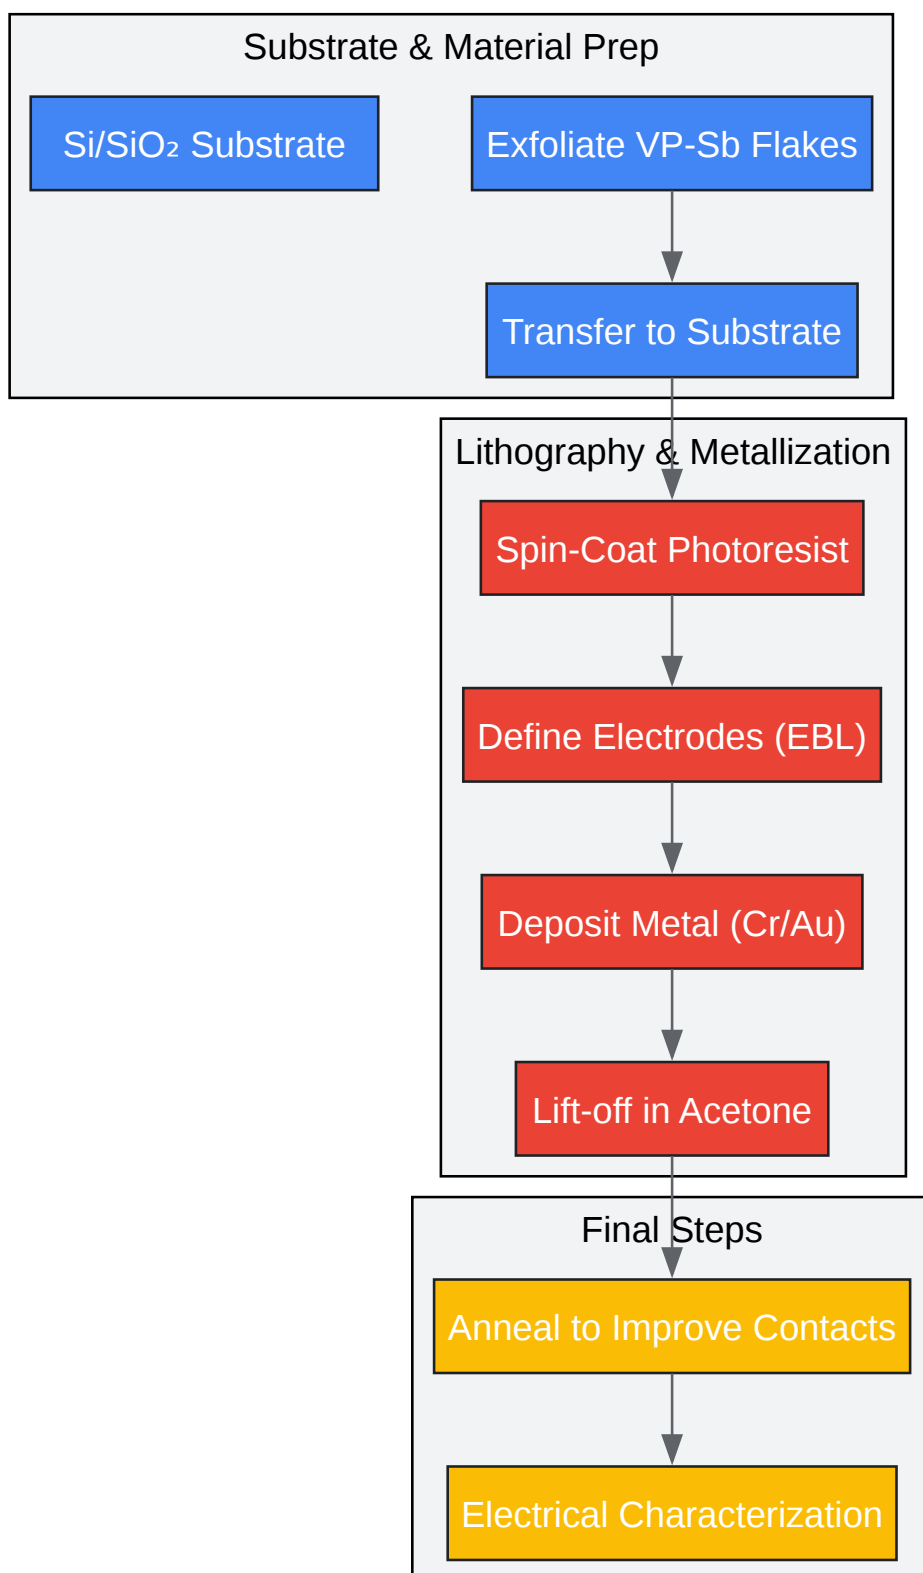 Substrate & Material Prep
Si/SiO₂ Substrate
Exfoliate VP-Sb Flakes
Transfer to Substrate
Lithography & Metallization
Spin-Coat Photoresist
Define Electrodes (EBL)
Deposit Metal (Cr/Au)
Lift-off in Acetone
Final Steps
Anneal to Improve Contacts
Electrical Characterization